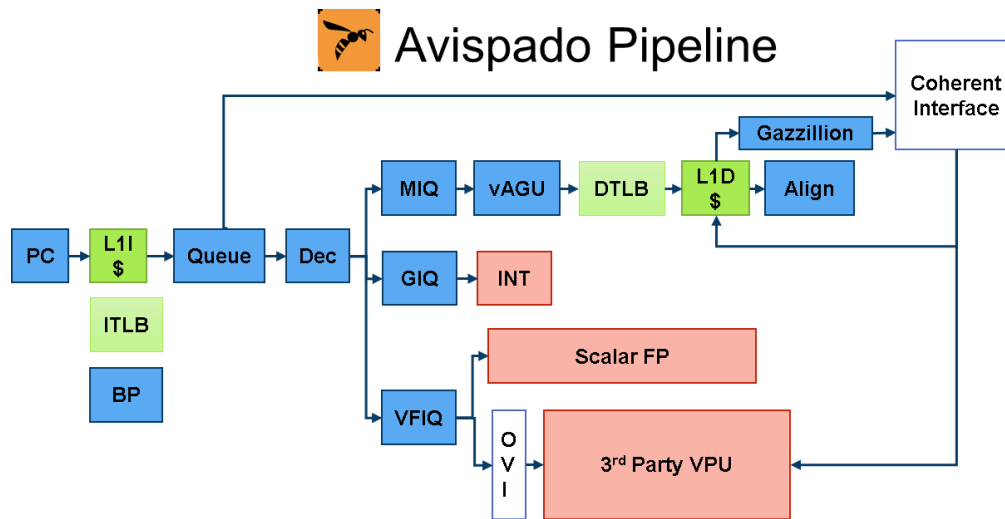 Avispado Pipeline
Coherent
Interface
Gazzillion
MIQ
vAGU
DTLB
L1D
$
Align
PC
L1I
$
Queue
Dec
GIQ
INT
ITLB
BP
Scalar FP
VFIQ
O
V
I
3rd Party VPU